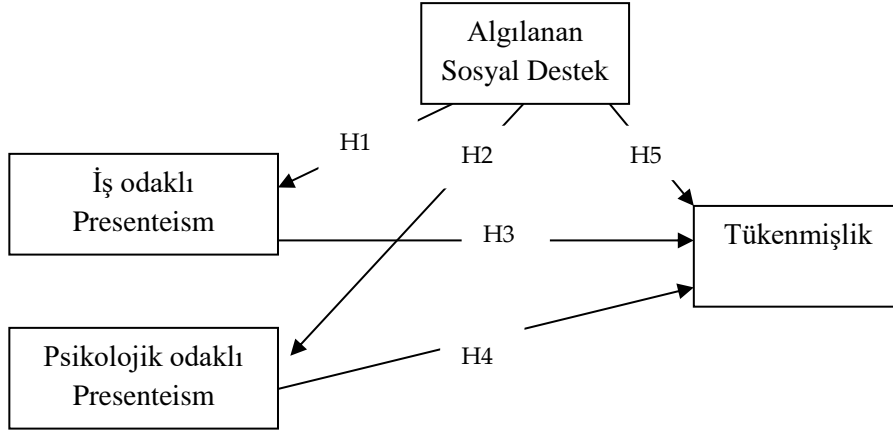 Algılanan
Sosyal Destek
H1
H2
H5
İş odaklı
Presenteism
H3
Tükenmişlik
Psikolojik odaklı
Presenteism
H4